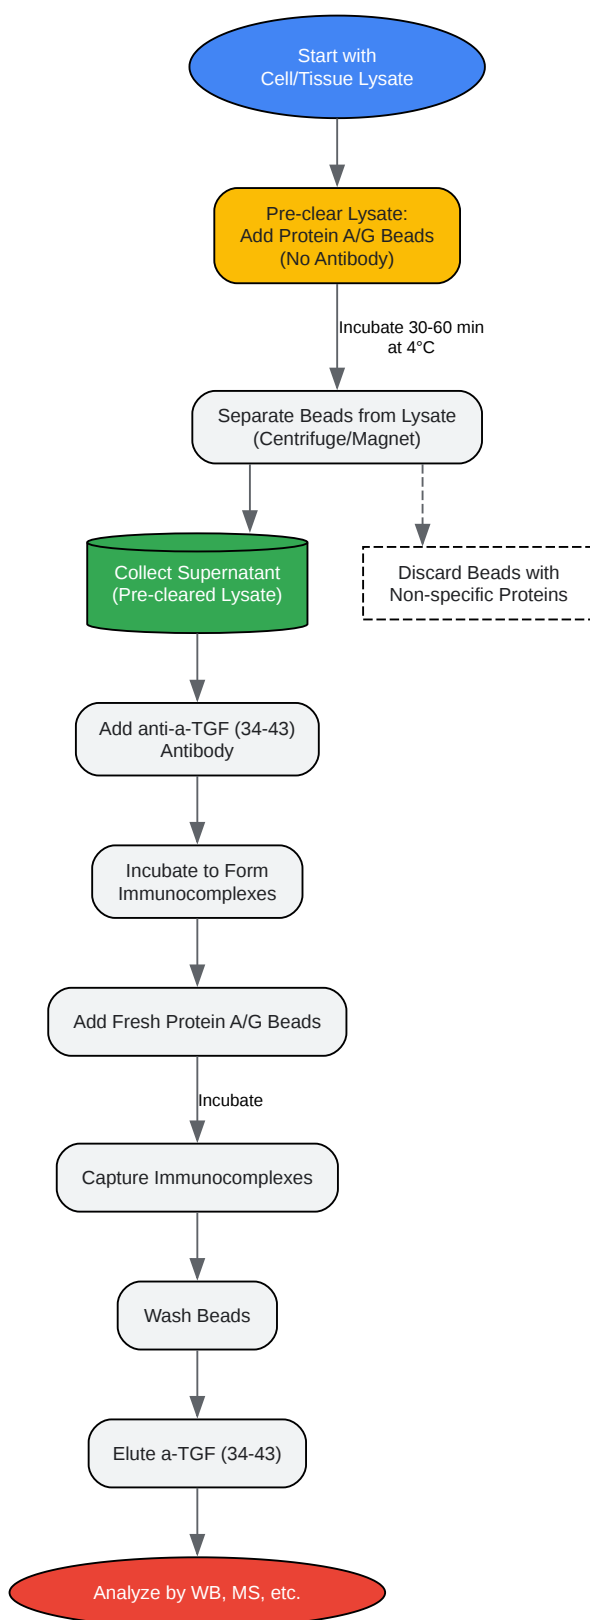 Start with
Cell/Tissue Lysate
Pre-clear Lysate:
Add Protein A/G Beads
(No Antibody)
Incubate 30-60 min
at 4°C
Separate Beads from Lysate
(Centrifuge/Magnet)
Collect Supernatant
(Pre-cleared Lysate)
Discard Beads with
Non-specific Proteins
Add anti-a-TGF (34-43)
Antibody
Incubate to Form
Immunocomplexes
Add Fresh Protein A/G Beads
Incubate
Capture Immunocomplexes
Wash Beads
Elute a-TGF (34-43)
Analyze by WB, MS, etc.